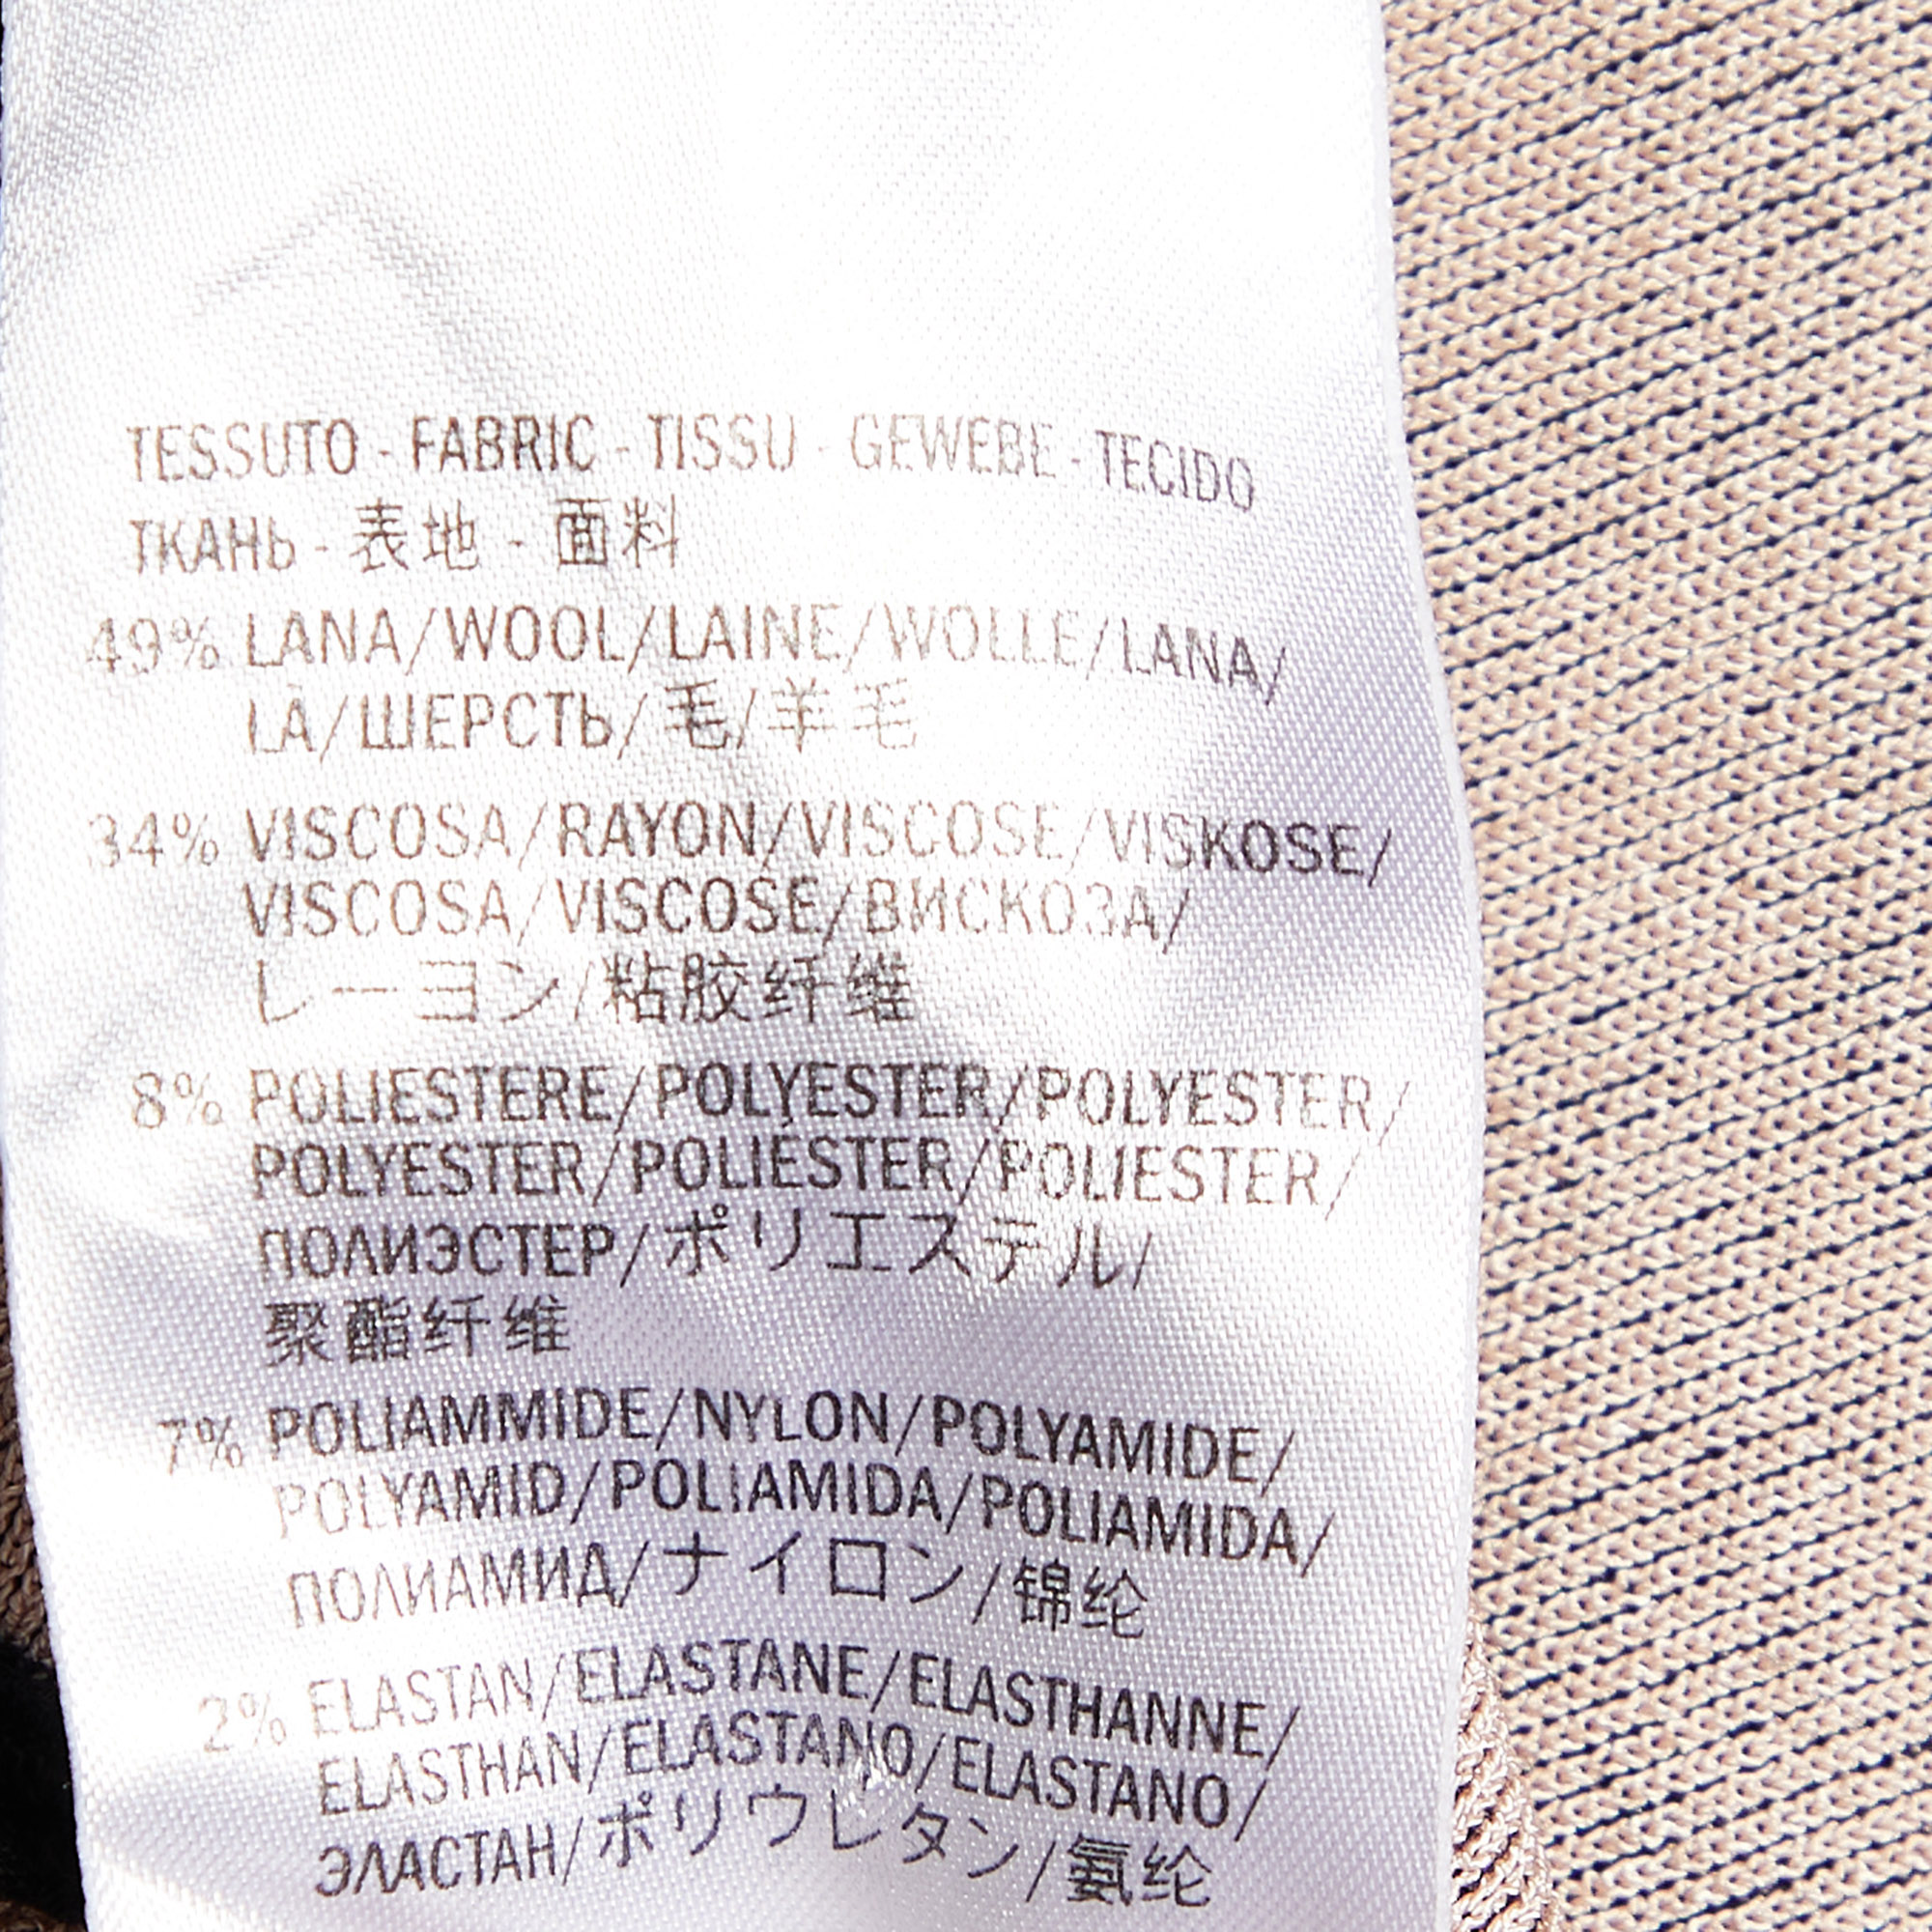 TESSUTO - FABRIC - TISSU - GEWEBE - TECIDO
ТКАНЬ - 表地 - 面料
49% LANA/WOOL/LAINE/WOLLE/LANA/
LÃ/ШЕРСТЬ/毛/羊毛
34% VISCOSA/RAYON/VISCOSE/VISKOSE/
VISCOSA/VISCOSE/ВИСКОЗА/
レーヨン/粘胶纤维
8% POLIESTERE/POLYESTER/POLYESTER/
POLYESTER/POLIÉSTER/POLIESTER/
ПОЛИЭСТЕР/ポリエステル/
聚酯纤维
7% POLIAMMIDE/NYLON/POLYAMIDE/
POLYAMID/POLIAMIDA/POLIAMIDA/
ПОЛИАМИД/ナイロン/锦纶
2% ELASTAN/ELASTANE/ELASTHANNE/
ELASTHAN/ELASTANO/ELASTANO/
ЭЛАСТАН/ポリウレタン/氨纶